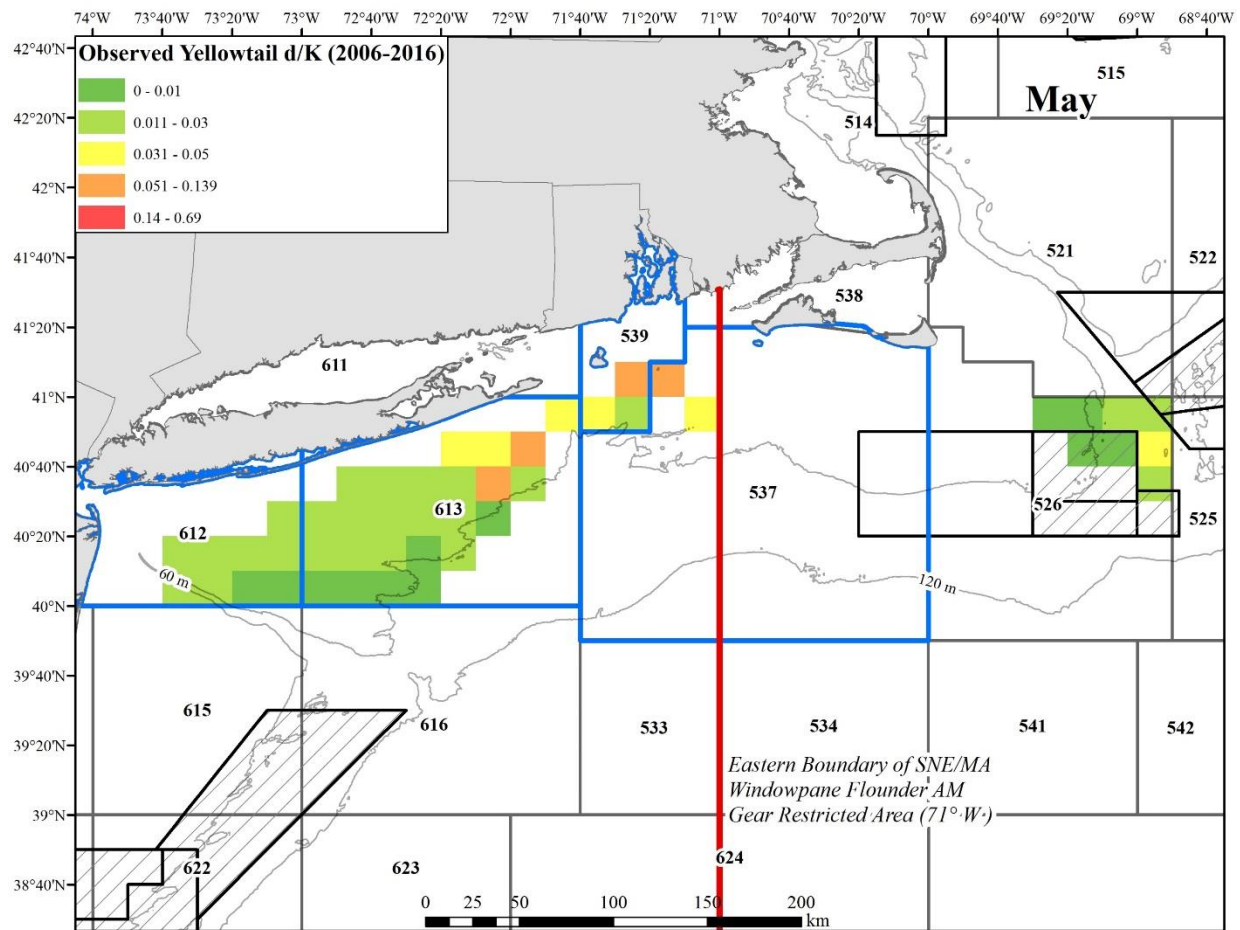 74°W 73°40'W 73°20'W 73°W 72°40'W 72°20'W 72°W 71°40'W 71°20'W 71°W 70°40'W 70°20'W 70°W 69°40'W 69°20'W 69°W 68°40'W
Observed Yellowtail d/K (2006-2016)
0 - 0.01
0.011 - 0.03
0.031 - 0.05
0.051 - 0.139
0.14 - 0.69
May
42°40'N
42°20'N
42°N
41°40'N
41°20'N
41°N
40°40'N
40°20'N
40°N
39°40'N
39°20'N
39°N
38°40'N
515
514
521
522
538
539
611
537
613
612
526
525
60 m
120 m
615
616
533
534
541
542
Eastern Boundary of SNE/MA
Windowpane Flounder AM
Gear Restricted Area (71° W)
622
623
624
0 25 50 100 150 200
km